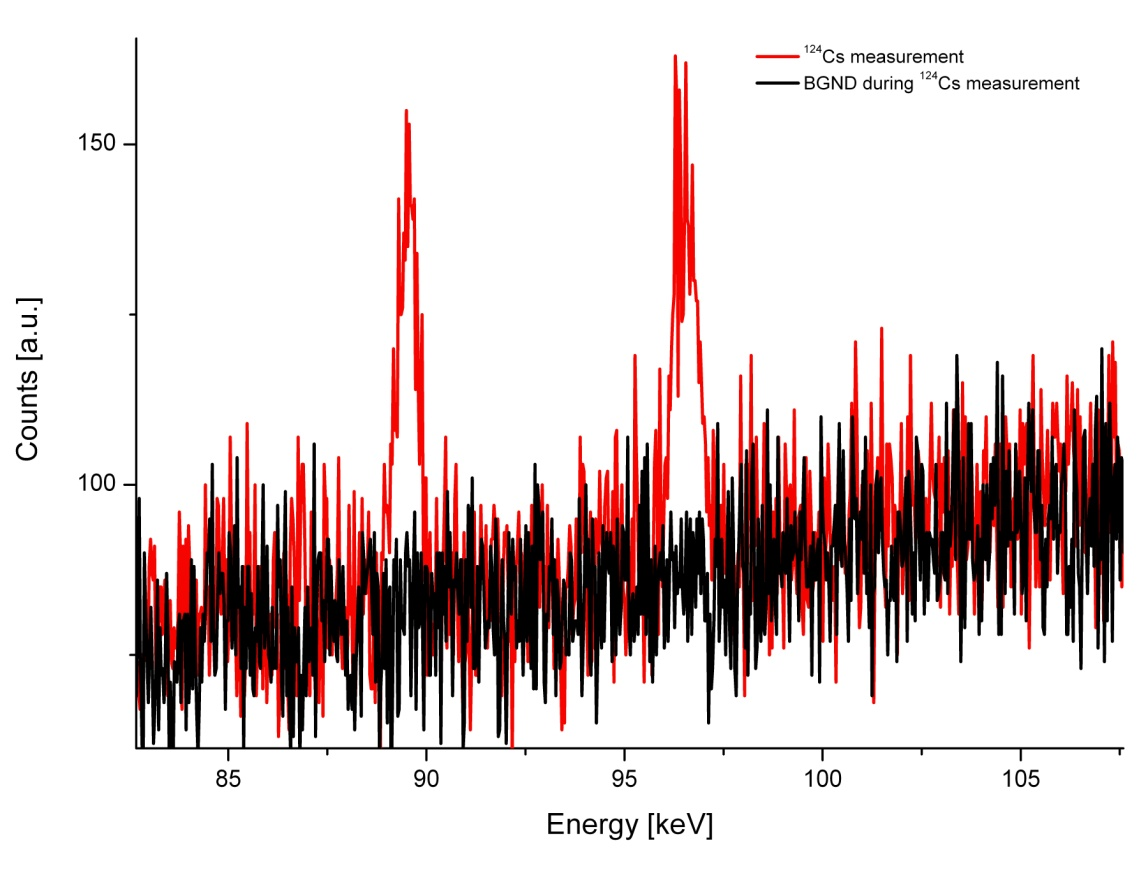 ¹²⁴Cs measurement
BGND during ¹²⁴Cs measurement
150
100
Counts [a.u.]
85 90 95 100 105
Energy [keV]